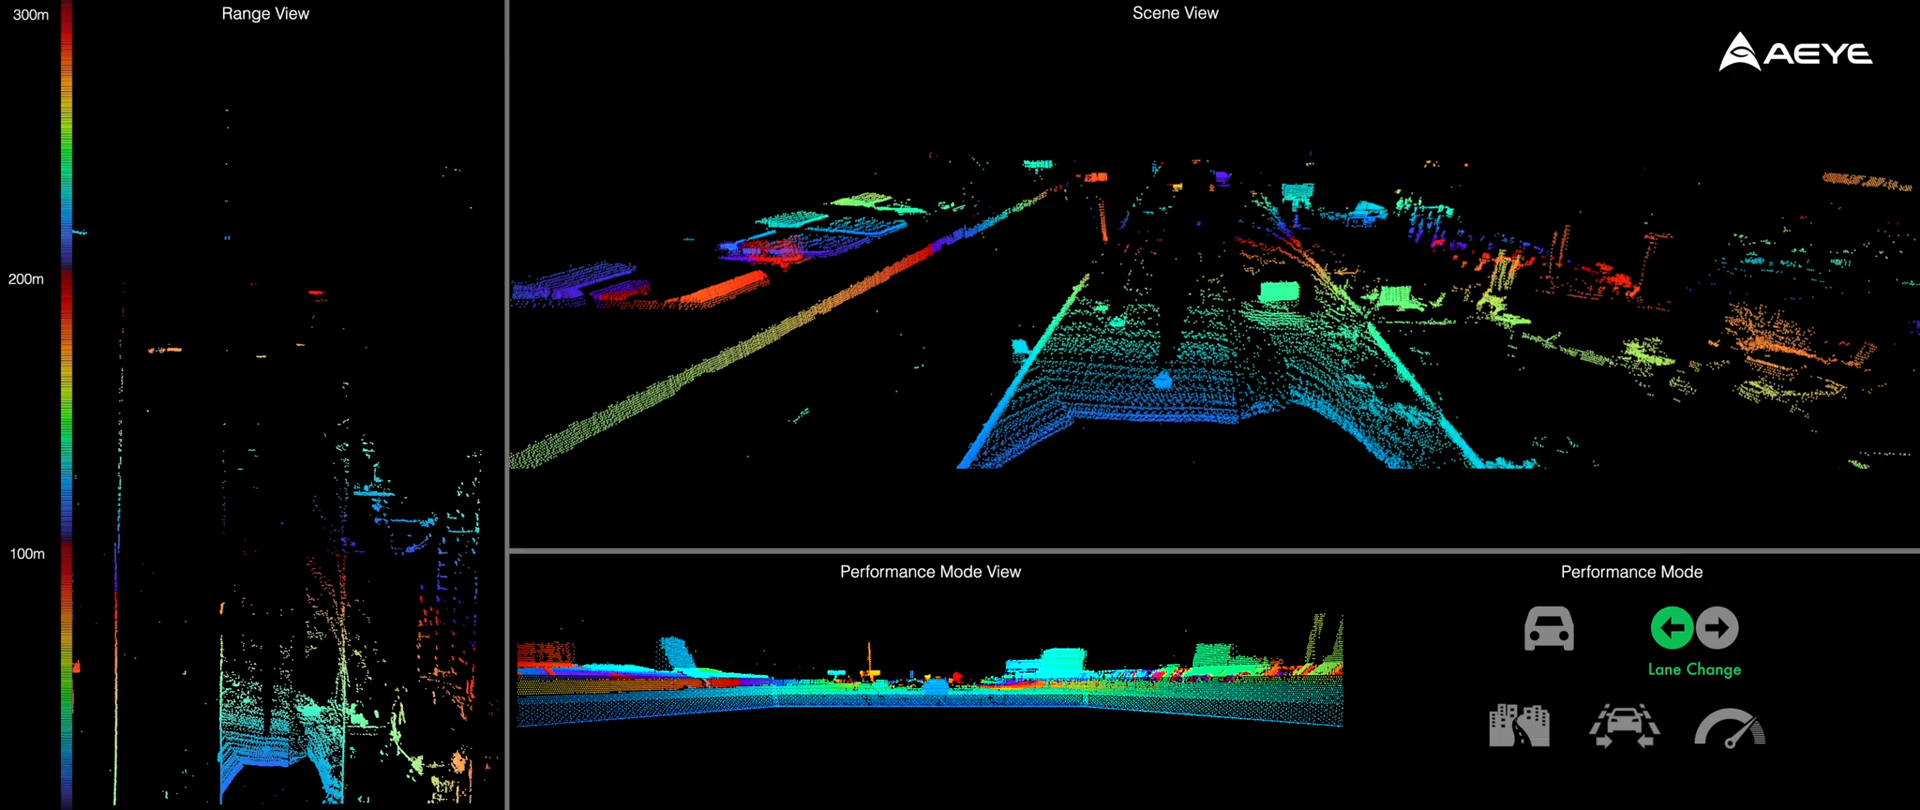 Range View
300m
200m
100m
Scene View
AEYE
Performance Mode View
Performance Mode
Lane Change